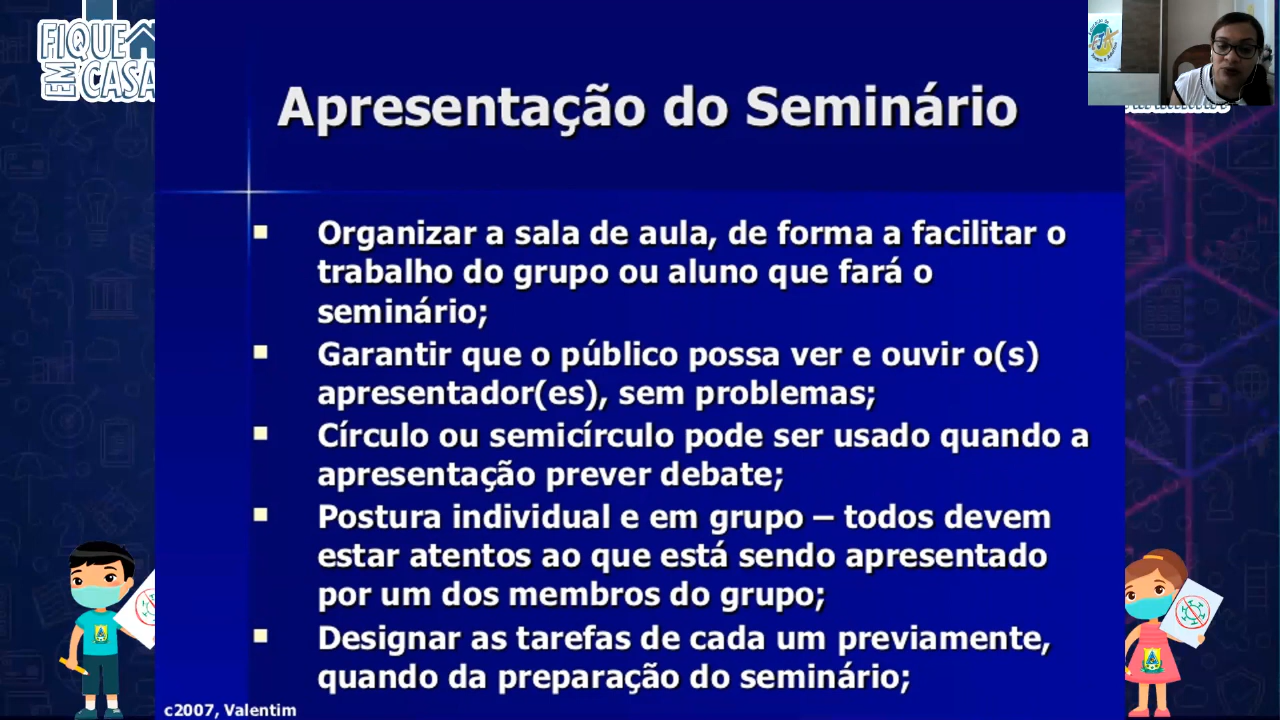 FIQUE
EM
CASA
Apresentação do Seminário
Organizar a sala de aula, de forma a facilitar o
trabalho do grupo ou aluno que fará o
seminário;
Garantir que o público possa ver e ouvir o(s)
apresentador(es), sem problemas;
Círculo ou semicírculo pode ser usado quando a
apresentação prever debate;
Postura individual e em grupo – todos devem
estar atentos ao que está sendo apresentado
por um dos membros do grupo;
Designar as tarefas de cada um previamente,
quando da preparação do seminário;
c2007, Valentim